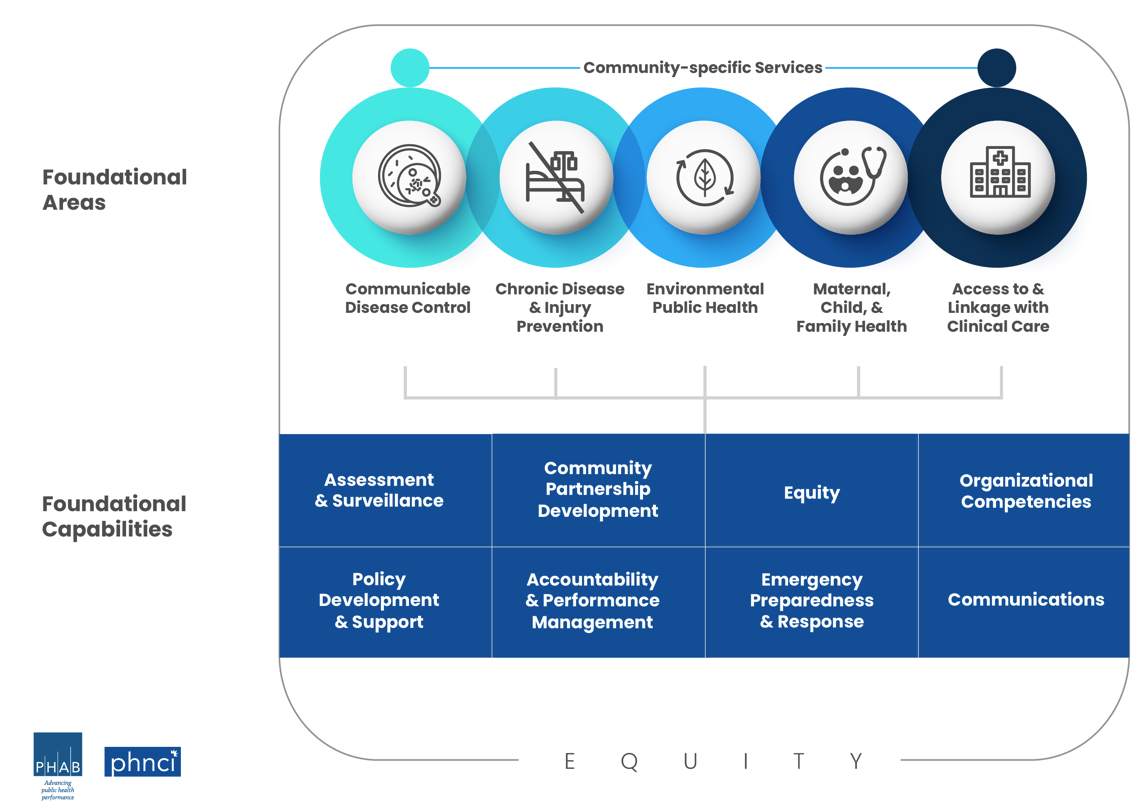 Community-specific Services
Foundational
Areas
Communicable
Disease Control
Chronic Disease
& Injury
Prevention
Environmental
Public Health
Maternal,
Child, &
Family Health
Access to &
Linkage with
Clinical Care
Foundational
Capabilities
Assessment
& Surveillance
Community
Partnership
Development
Equity
Organizational
Competencies
Policy
Development
& Support
Accountability
& Performance
Management
Emergency
Preparedness
& Response
Communications
EQUITY
PHAB
Advancing
public health
performance
phnci